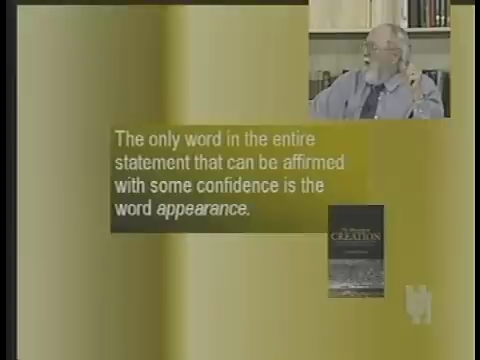 The only word in the entire
statement that can be affirmed
with some confidence is the
word appearance.
CREATION